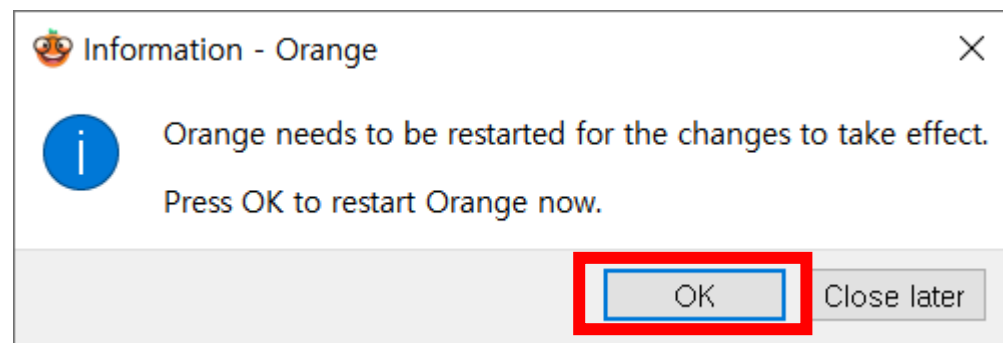 Information - Orange
Orange needs to be restarted for the changes to take effect.
Press OK to restart Orange now.
OK
Close later